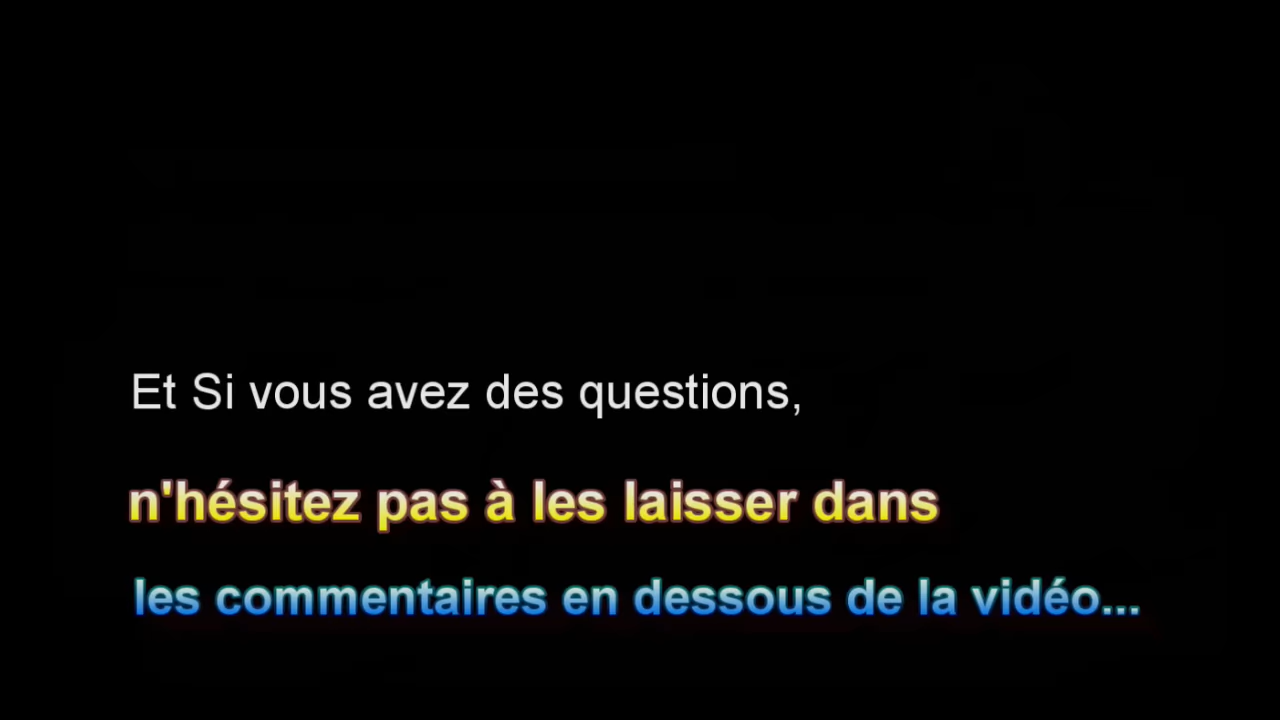 Et Si vous avez des questions,
n'hésitez pas à les laisser dans
les commentaires en dessous de la vidéo...